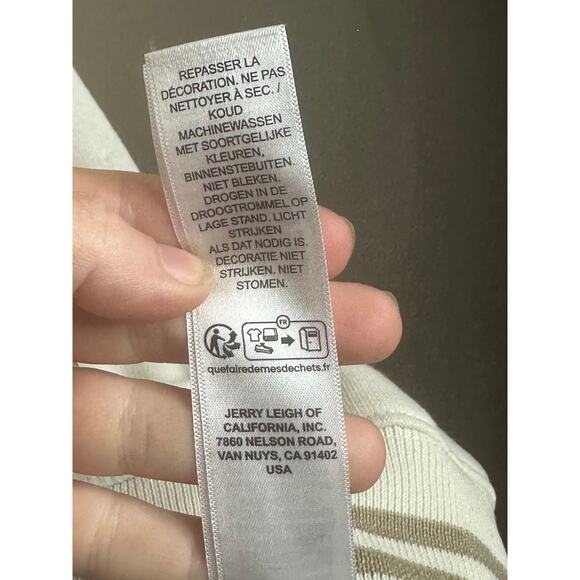 REPASSER LA
DÉCORATION. NE PAS
NETTOYER À SEC. /
KOUD
MACHINEWASSEN
MET SOORTGELIJKE
KLEUREN,
BINNENSTEBUITEN.
NIET BLEKEN.
DROGEN IN DE
DROOGTROMMEL OP
LAGE STAND. LICHT
STRIJKEN
ALS DAT NODIG IS.
DECORATIE NIET
STRIJKEN. NIET
STOMEN.
FR
quefairedemesdechets.fr
JERRY LEIGH OF
CALIFORNIA, INC.
7860 NELSON ROAD,
VAN NUYS, CA 91402
USA